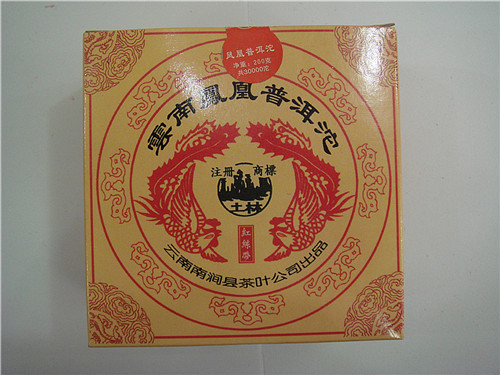 凤凰普洱沱
净重：200克
共30000沱
雲南鳳凰普洱沱
注册 商標
土林
紅絲帶
云南南涧县茶叶公司出品